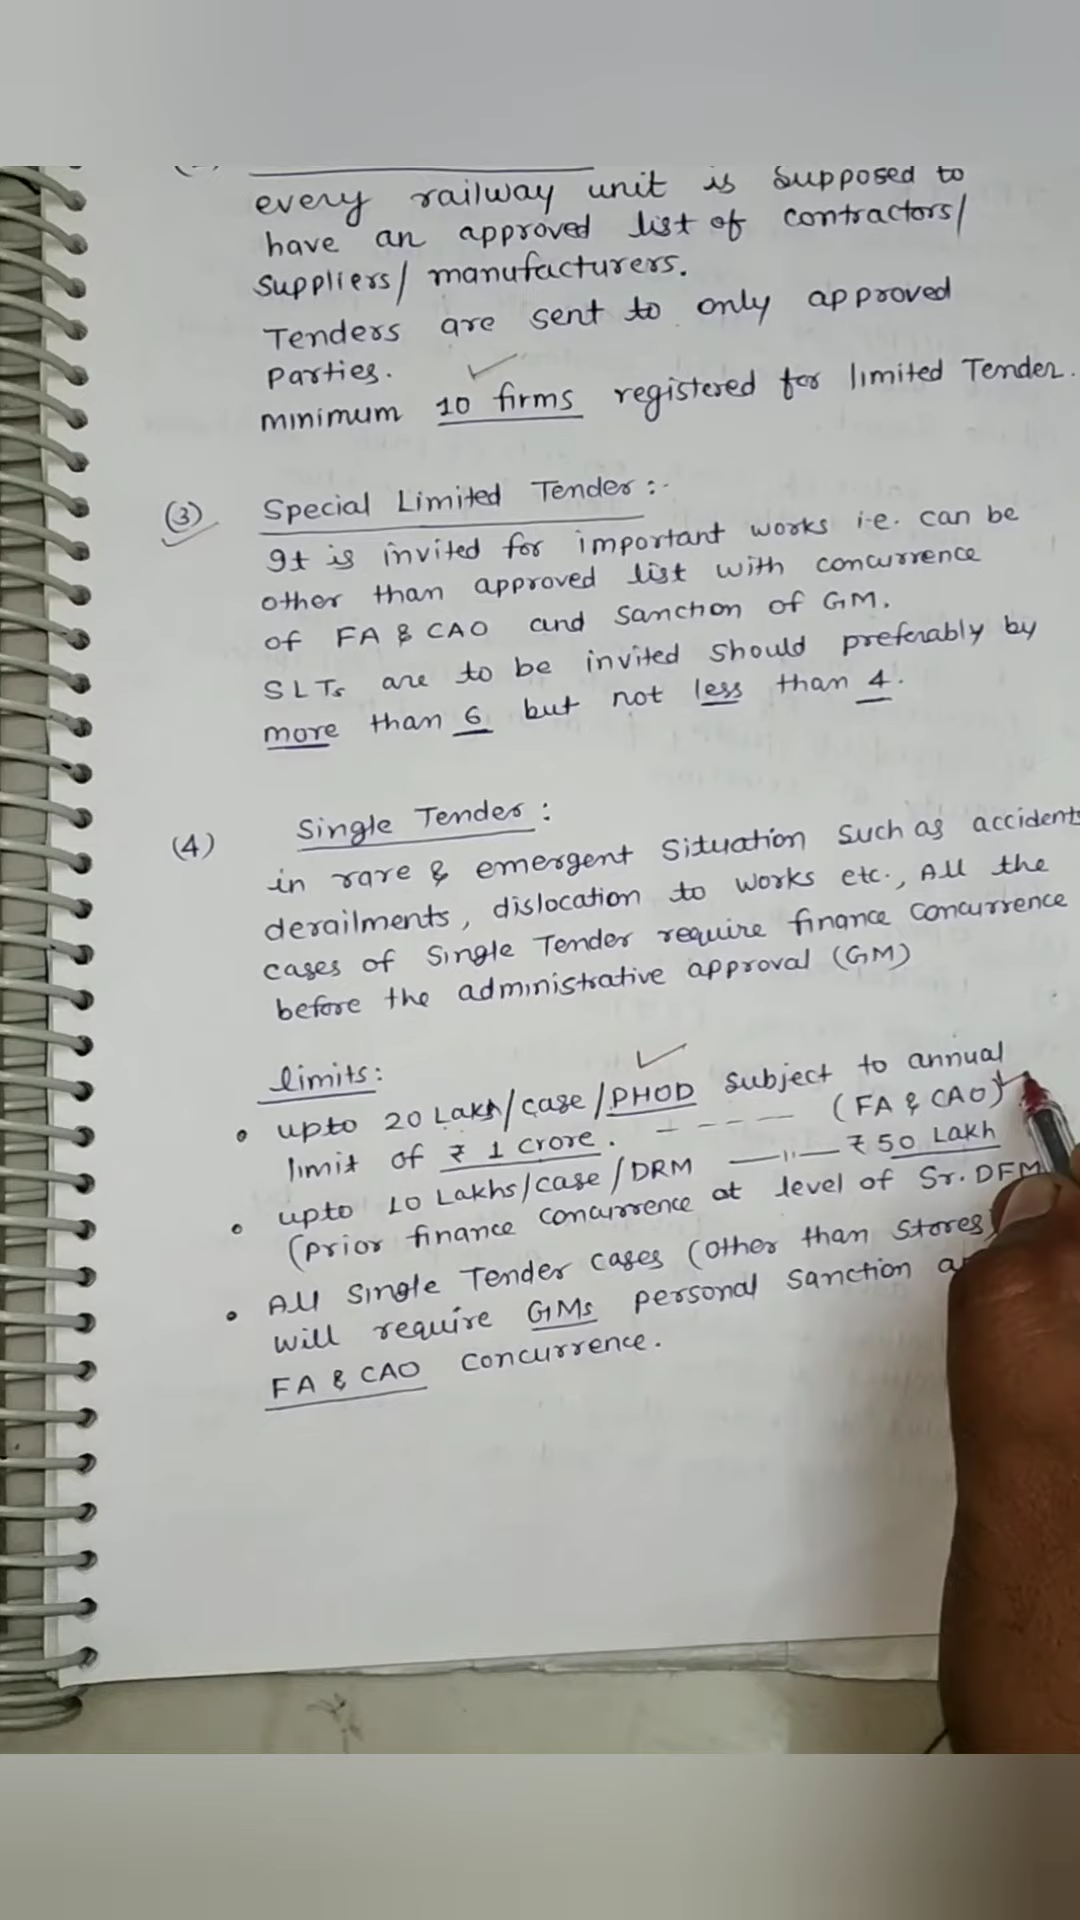 every railway unit is supposed to
have an approved list of contractors/
suppliers/ manufacturers.
Tenders are sent to only approved
Parties.
minimum 10 firms registered for limited Tender.
(3) Special Limited Tender:-
It is invited for important works i.e. can be
other than approved list with concurrence
of FA & CAO and sanction of GM.
SLTs are to be invited should preferably by
more than 6 but not less than 4.
(4) Single Tender:
in rare & emergent situation such as accidents
derailments, dislocation to works etc., All the
cases of Single Tender require finance concurrence
before the administrative approval (GM)
limits:
• upto 20 Lakh/case/PHOD subject to annual
limit of ₹ 1 crore. - - - - (FA & CAO)
• upto 10 Lakhs/case/DRM —"— ₹ 50 Lakh
(Prior finance concurrence at level of Sr. DFM
• All Single Tender cases (other than Stores)
will require GMs personal sanction
FA & CAO concurrence.